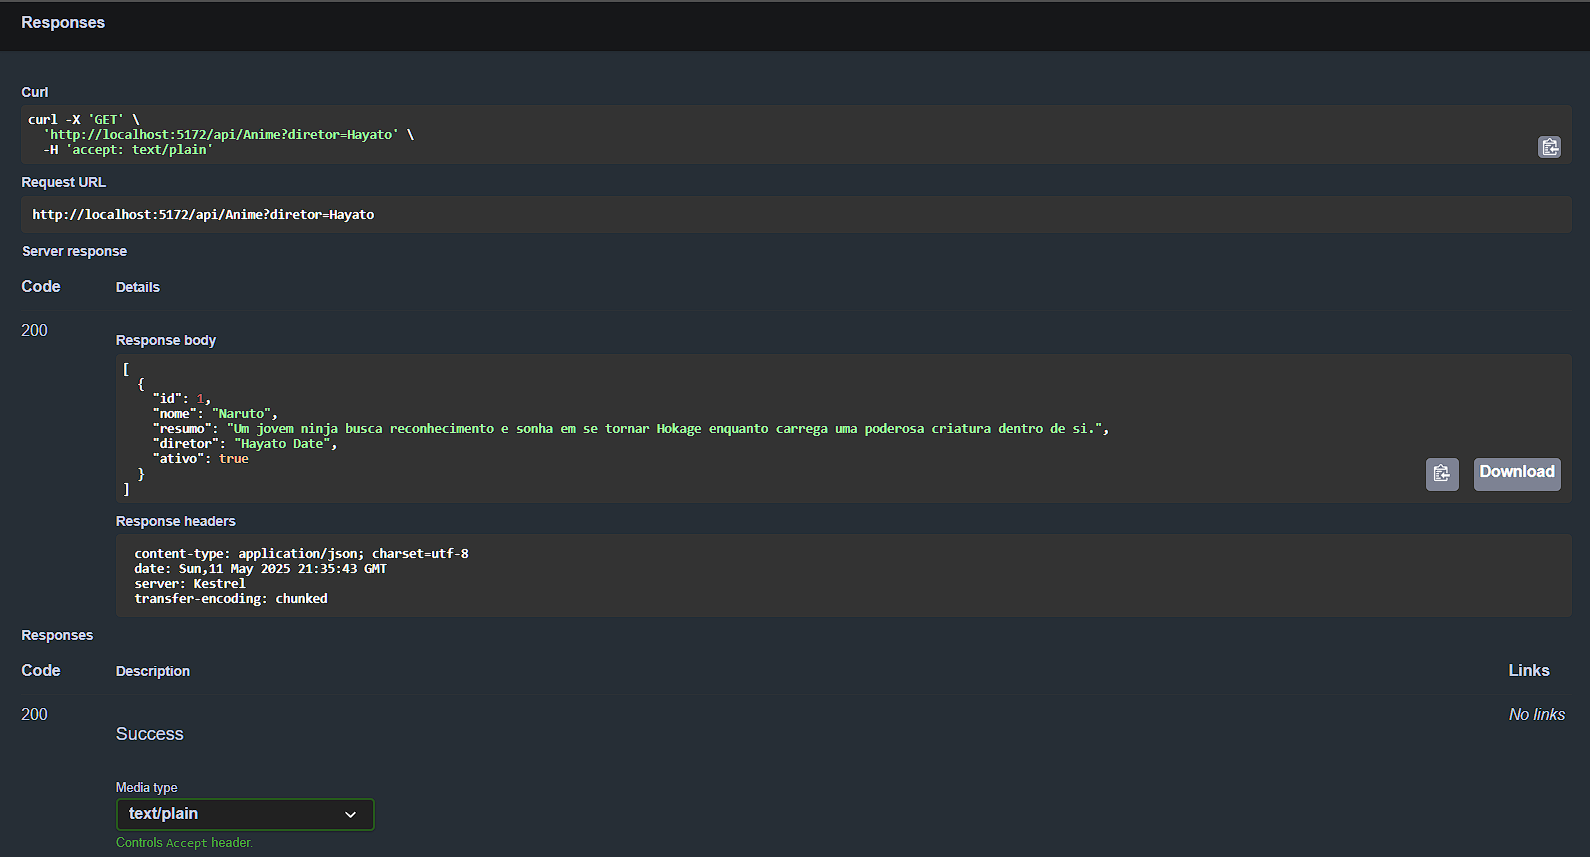 Responses
Curl
curl -X 'GET' \
'http://localhost:5172/api/Anime?diretor=Hayato' \
-H 'accept: text/plain'
Request URL
http://localhost:5172/api/Anime?diretor=Hayato
Server response
Code Details
200
Response body
[
{
"id": 1,
"nome": "Naruto",
"resumo": "Um jovem ninja busca reconhecimento e sonha em se tornar Hokage enquanto carrega uma poderosa criatura dentro de si.",
"diretor": "Hayato Date",
"ativo": true
}
]
Download
Response headers
content-type: application/json; charset=utf-8
date: Sun,11 May 2025 21:35:43 GMT
server: Kestrel
transfer-encoding: chunked
Responses
Code Description Links
200 No links
Success
Media type
text/plain
Controls Accept header.